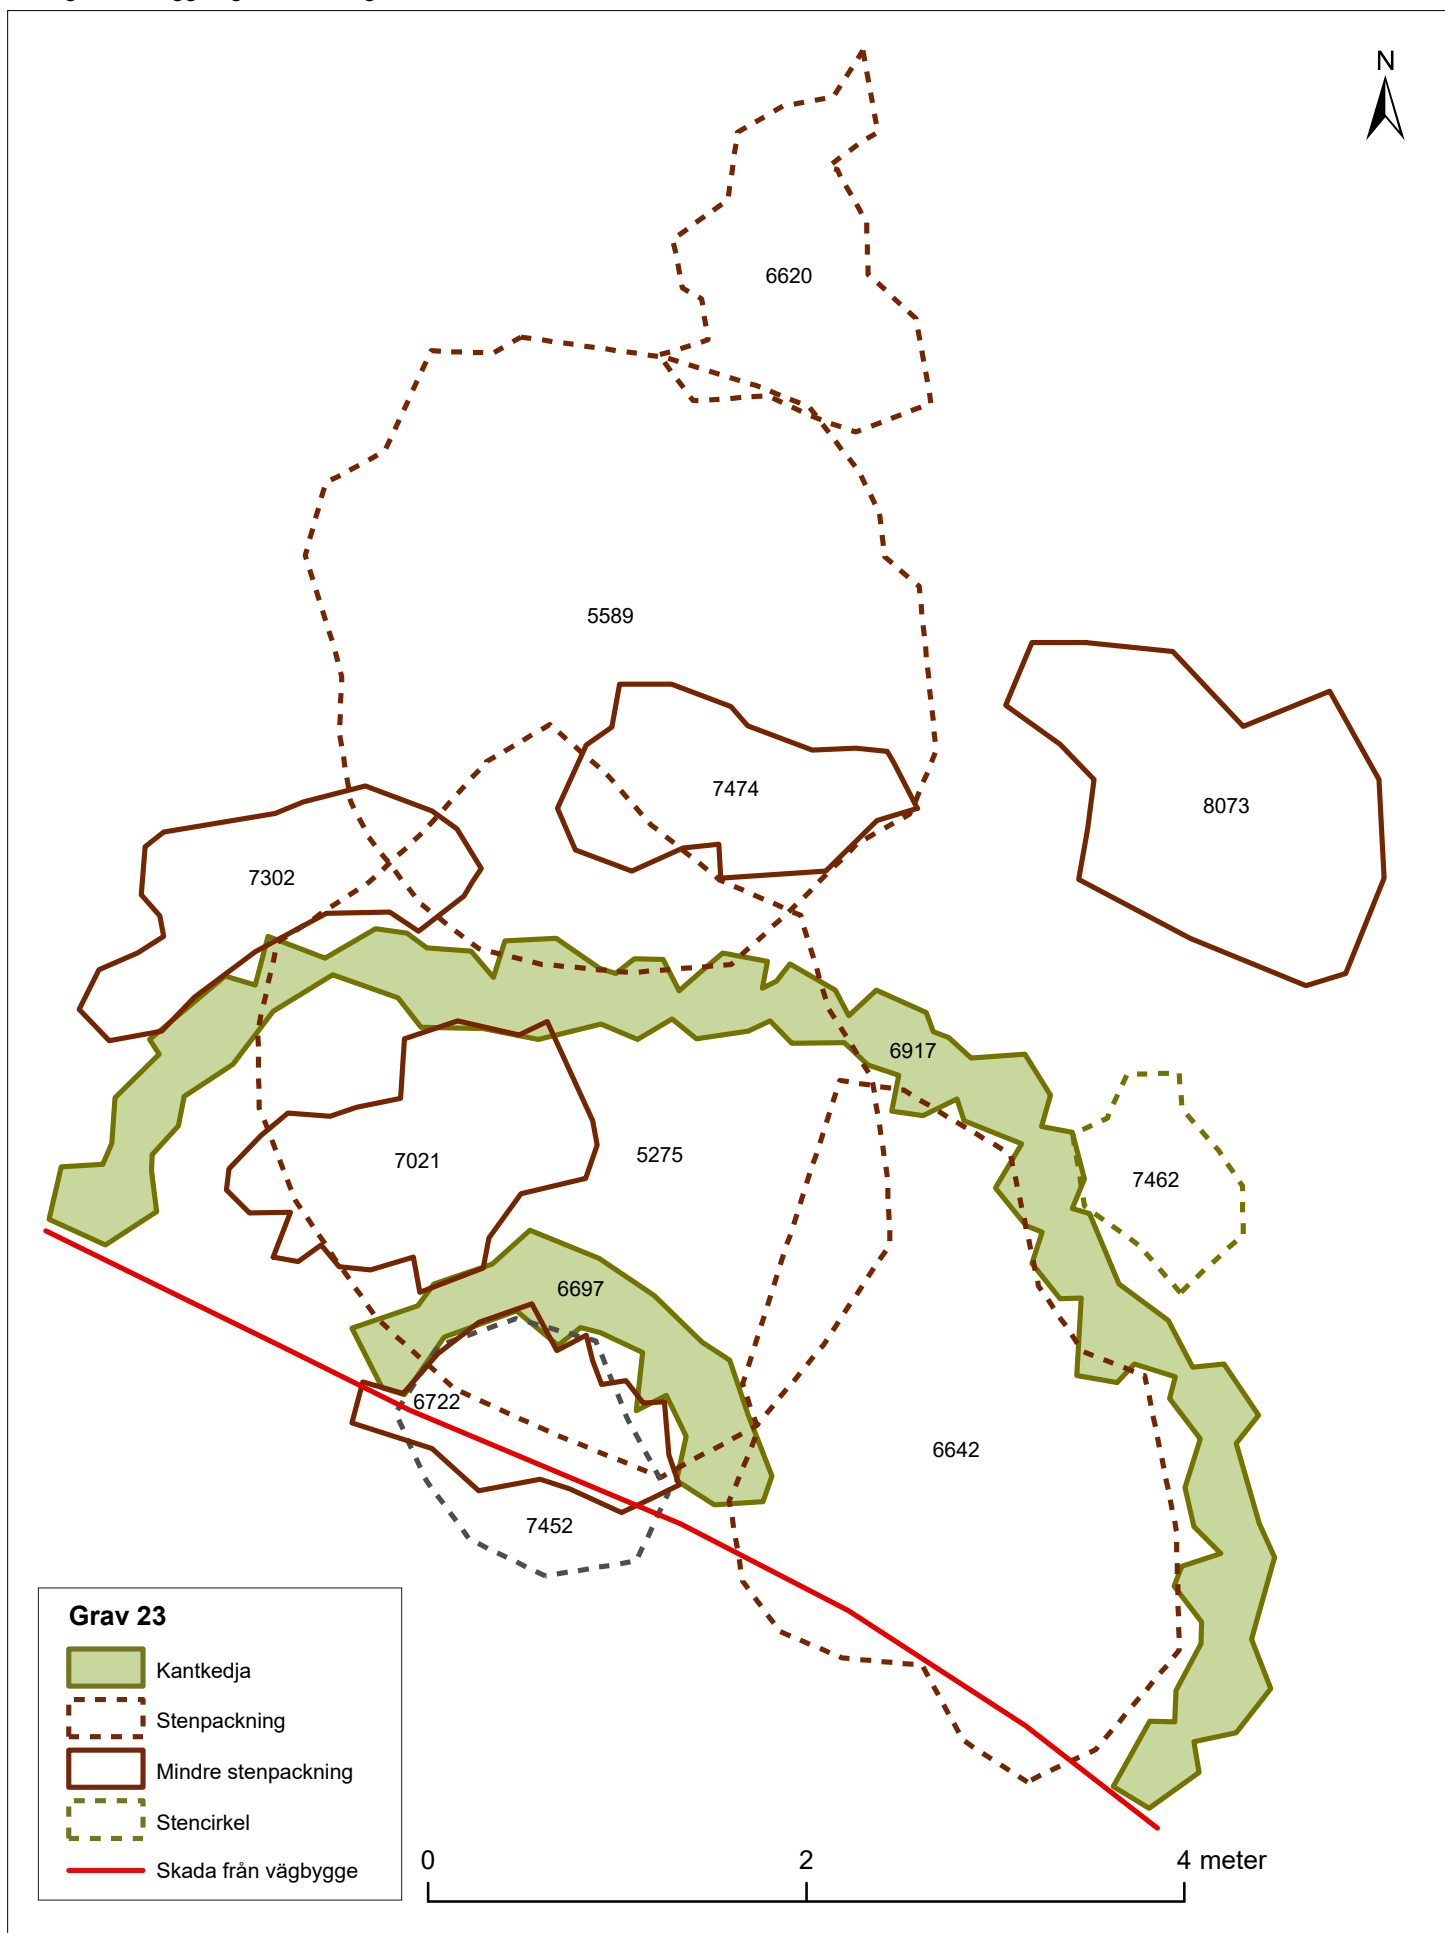 N
6620
5589
7474
8073
7302
6917
7021
5275
7462
6697
6722
6642
7452
Grav 23
Kantkedja
Stenpackning
Mindre stenpackning
Stencirkel
Skada från vägbygge
0 2 4 meter